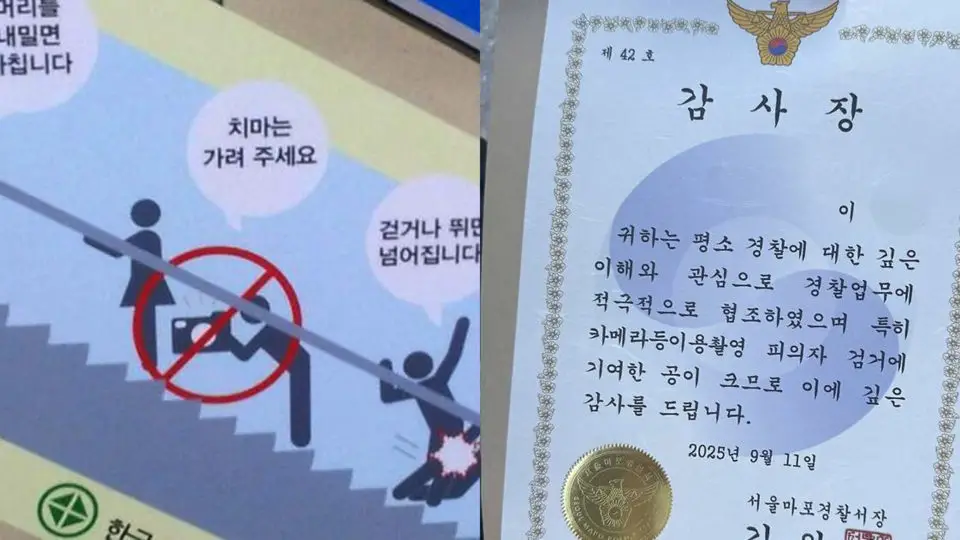 머리를
내밀면
칩니다
치마는
가려 주세요
걷거나 뛰면
넘어집니다
한국
제 42 호
감 사 장
이
귀하는 평소 경찰에 대한 깊은
이해와 관심으로 경찰업무에
적극적으로 협조하였으며 특히
카메라등이용촬영 피의자 검거에
기여한 공이 크므로 이에 깊은
감사를 드립니다.
2025년 9월 11일
서울마포경찰서장